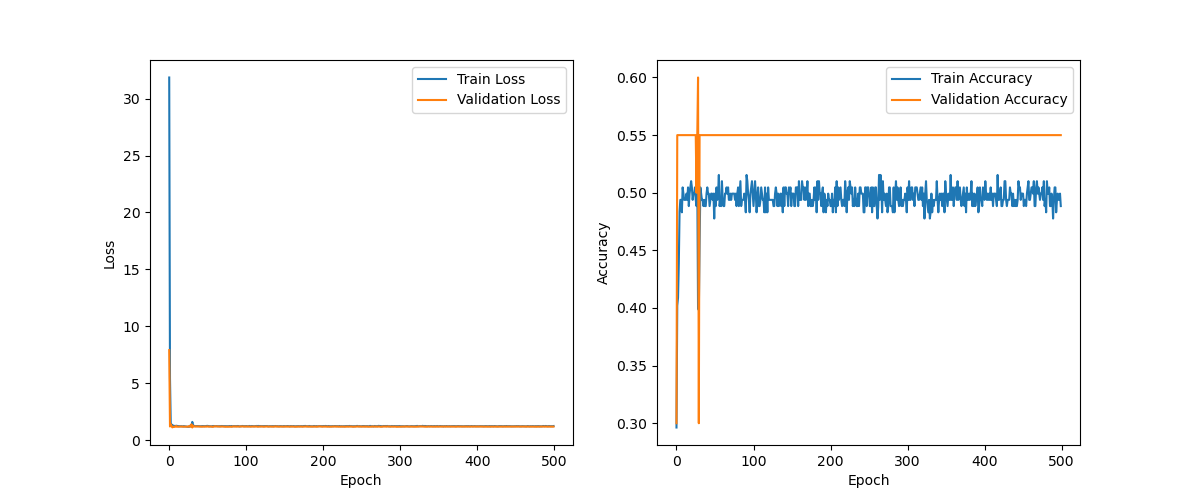 Train Loss
Validation Loss
30
25
20
15
10
5
0
Loss
0 100 200 300 400 500
Epoch
Train Accuracy
Validation Accuracy
0.60
0.55
0.50
0.45
0.40
0.35
0.30
Accuracy
0 100 200 300 400 500
Epoch